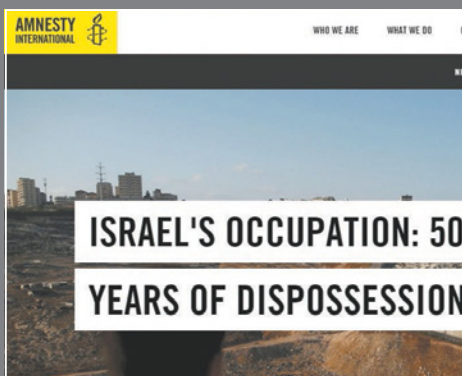 AMNESTY
INTERNATIONAL
WHO WE ARE
WHAT WE DO
ISRAEL'S OCCUPATION: 50
YEARS OF DISPOSSESSION